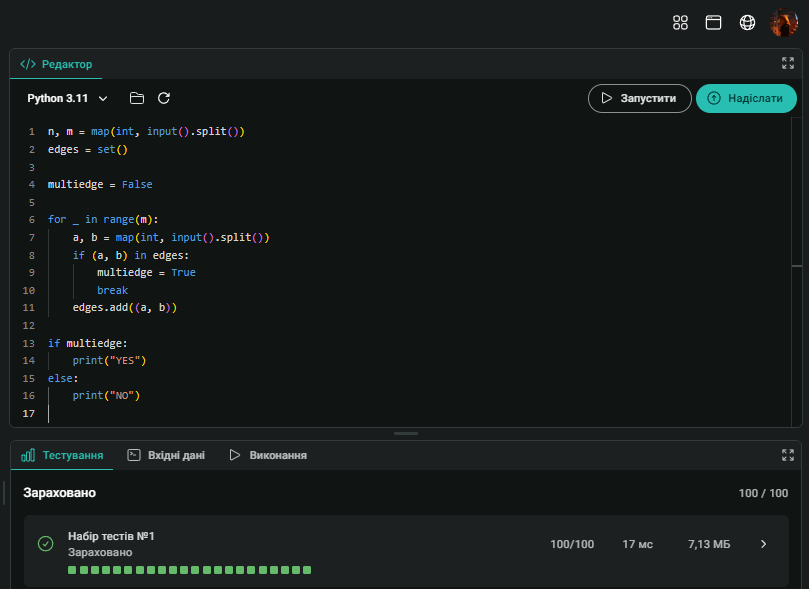 </> Редактор
Python 3.11
Запустити
Надіслати
1 n, m = map(int, input().split())
2 edges = set()
3
4 multiedge = False
5
6 for _ in range(m):
7 a, b = map(int, input().split())
8 if (a, b) in edges:
9 multiedge = True
10 break
11 edges.add((a, b))
12
13 if multiedge:
14 print("YES")
15 else:
16 print("NO")
17
Тестування
Вхідні дані
Виконання
Зараховано
100 / 100
Набір тестів №1
Зараховано
100/100
17 мс
7,13 МБ